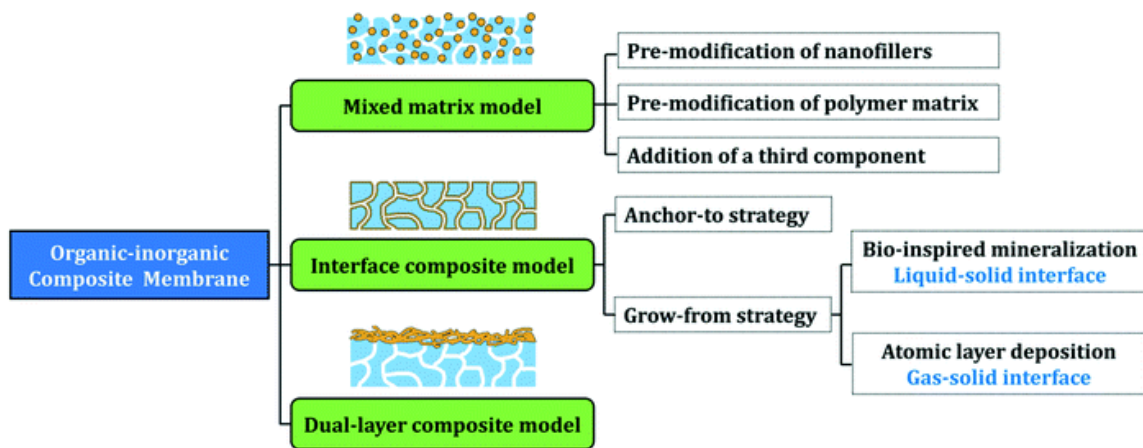 Pre-modification of nanofillers
Mixed matrix model
Pre-modification of polymer matrix
Addition of a third component
Anchor-to strategy
Organic-inorganic
Composite Membrane
Interface composite model
Bio-inspired mineralization
Liquid-solid interface
Grow-from strategy
Atomic layer deposition
Gas-solid interface
Dual-layer composite model